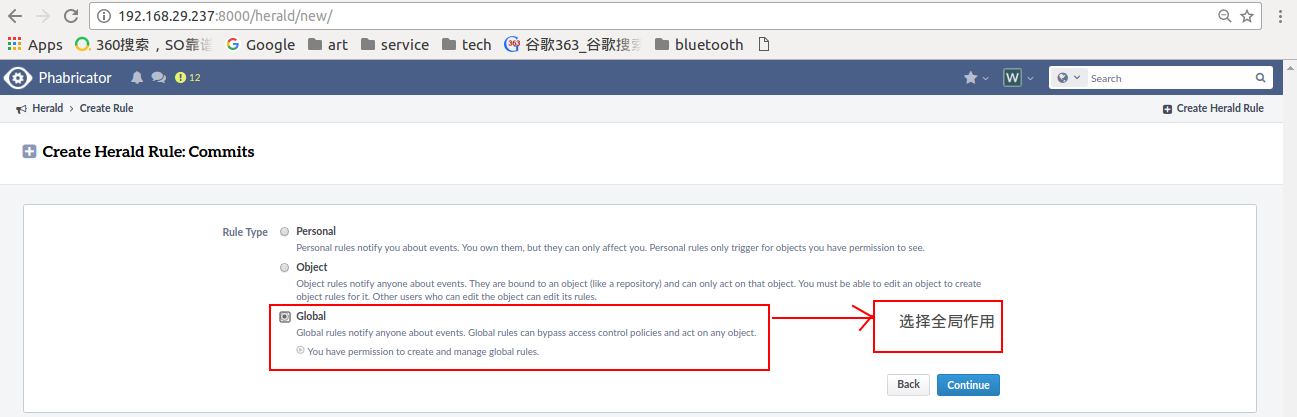 192.168.29.237:8000/herald/new/
Apps 360搜索，SO靠谱 Google art service tech 谷歌363_谷歌搜索 bluetooth
Phabricator 12 W Search
Herald > Create Rule Create Herald Rule
Create Herald Rule: Commits
Rule Type Personal
Personal rules notify you about events. You own them, but they can only affect you. Personal rules only trigger for objects you have permission to see.
Object
Object rules notify anyone about events. They are bound to an object (like a repository) and can only act on that object. You must be able to edit an object to create
object rules for it. Other users who can edit the object can edit its rules.
Global
Global rules notify anyone about events. Global rules can bypass access control policies and act on any object.
You have permission to create and manage global rules.
选择全局作用
Back Continue